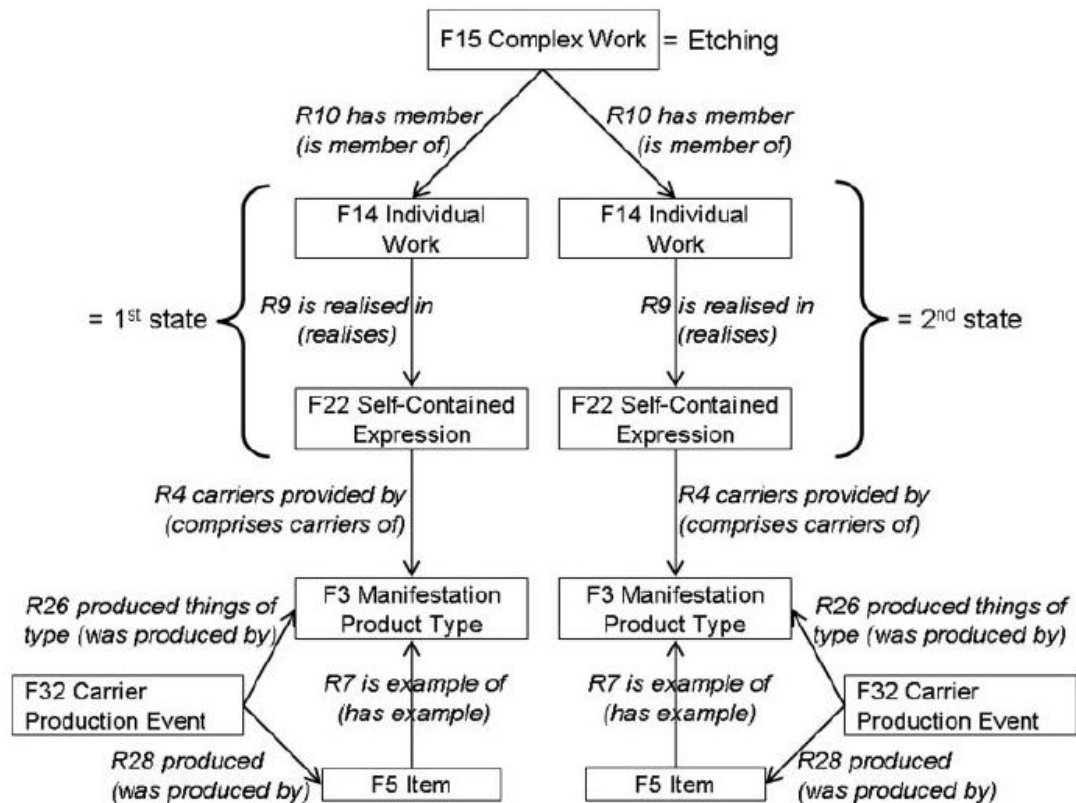 F15 Complex Work
= Etching
R10 has member
(is member of)
R10 has member
(is member of)
F14 Individual
Work
F14 Individual
Work
= 1st state
R9 is realised in
(realises)
R9 is realised in
(realises)
= 2nd state
F22 Self-Contained
Expression
F22 Self-Contained
Expression
R4 carriers provided by
(comprises carriers of)
R4 carriers provided by
(comprises carriers of)
R26 produced things of
type (was produced by)
F3 Manifestation
Product Type
F3 Manifestation
Product Type
R26 produced things of
type (was produced by)
F32 Carrier
Production Event
R7 is example of
(has example)
R7 is example of
(has example)
F32 Carrier
Production Event
R28 produced
(was produced by)
F5 Item
F5 Item
R28 produced
(was produced by)